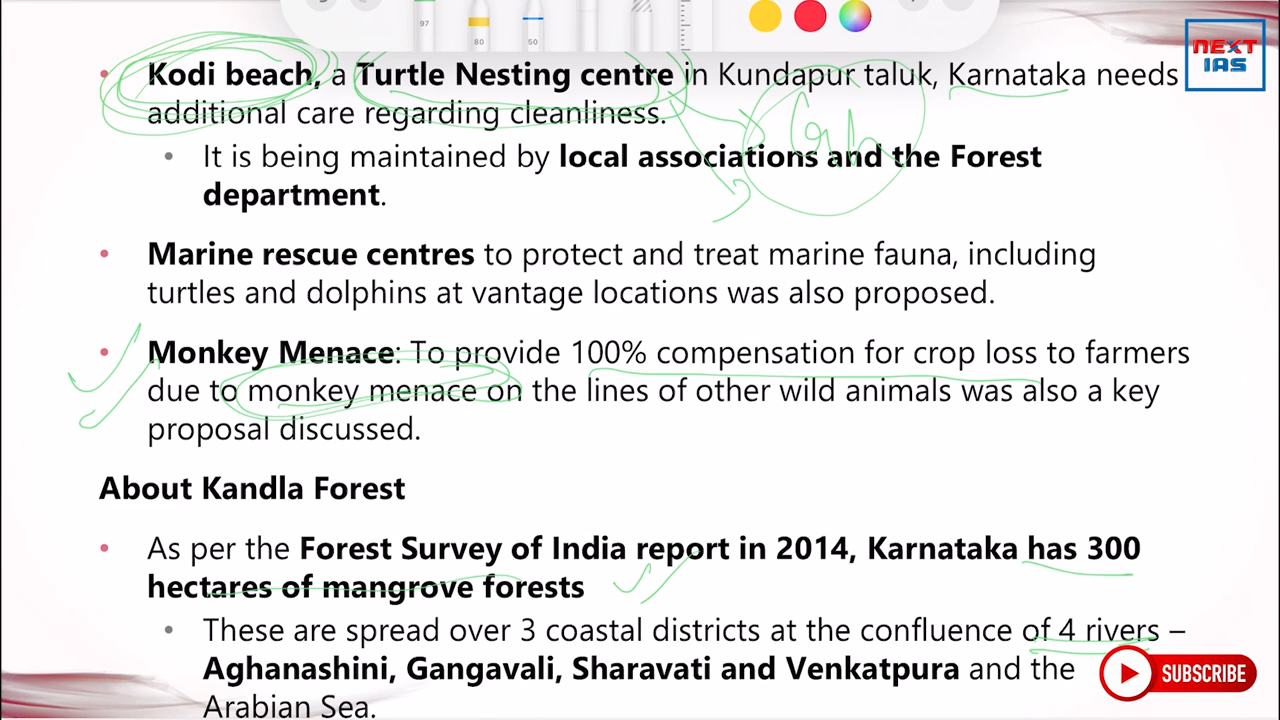 97
80
50
NEXT
IAS
• Kodi beach, a Turtle Nesting centre in Kundapur taluk, Karnataka needs
additional care regarding cleanliness.
• It is being maintained by local associations and the Forest
department.
• Marine rescue centres to protect and treat marine fauna, including
turtles and dolphins at vantage locations was also proposed.
• Monkey Menace: To provide 100% compensation for crop loss to farmers
due to monkey menace on the lines of other wild animals was also a key
proposal discussed.
About Kandla Forest
• As per the Forest Survey of India report in 2014, Karnataka has 300
hectares of mangrove forests
• These are spread over 3 coastal districts at the confluence of 4 rivers –
Aghanashini, Gangavali, Sharavati and Venkatpura and the
Arabian Sea.
SUBSCRIBE